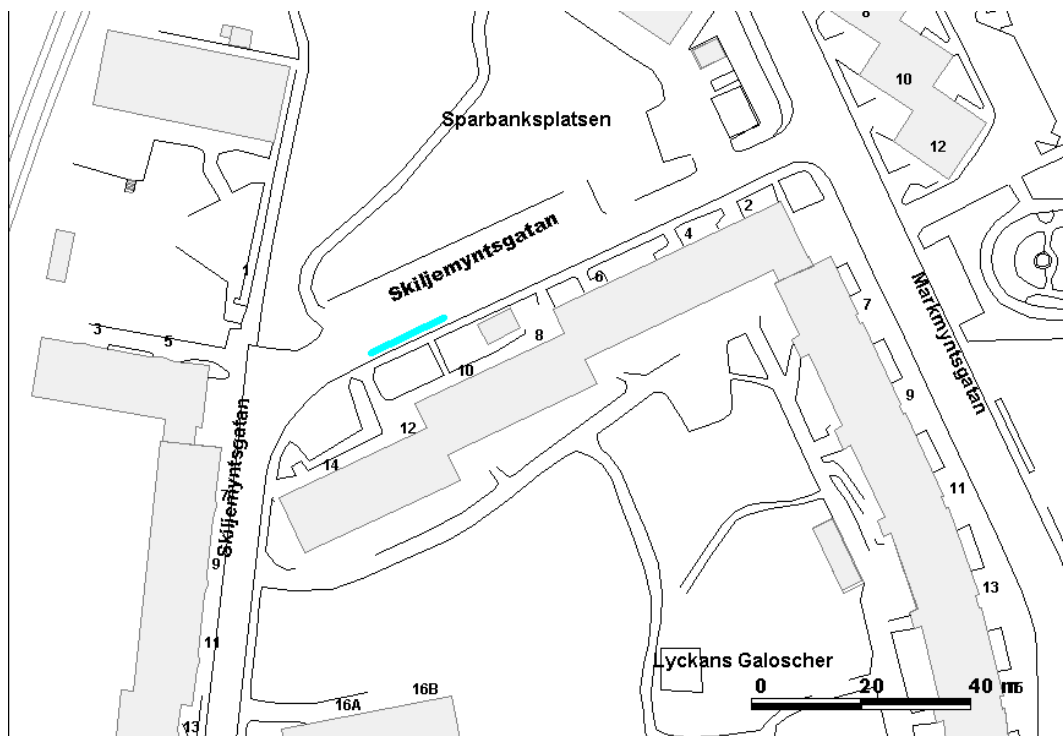 8
10
12
Sparbanksplatsen
2
4
Skiljemyntsgatan
6
1
7
Markmyntsgatan
3
5
8
10
9
12
Skiljemyntsgatan
14
11
7
9
13
11
Lyckans Galoscher
16B
16A
0 20 40 m
13